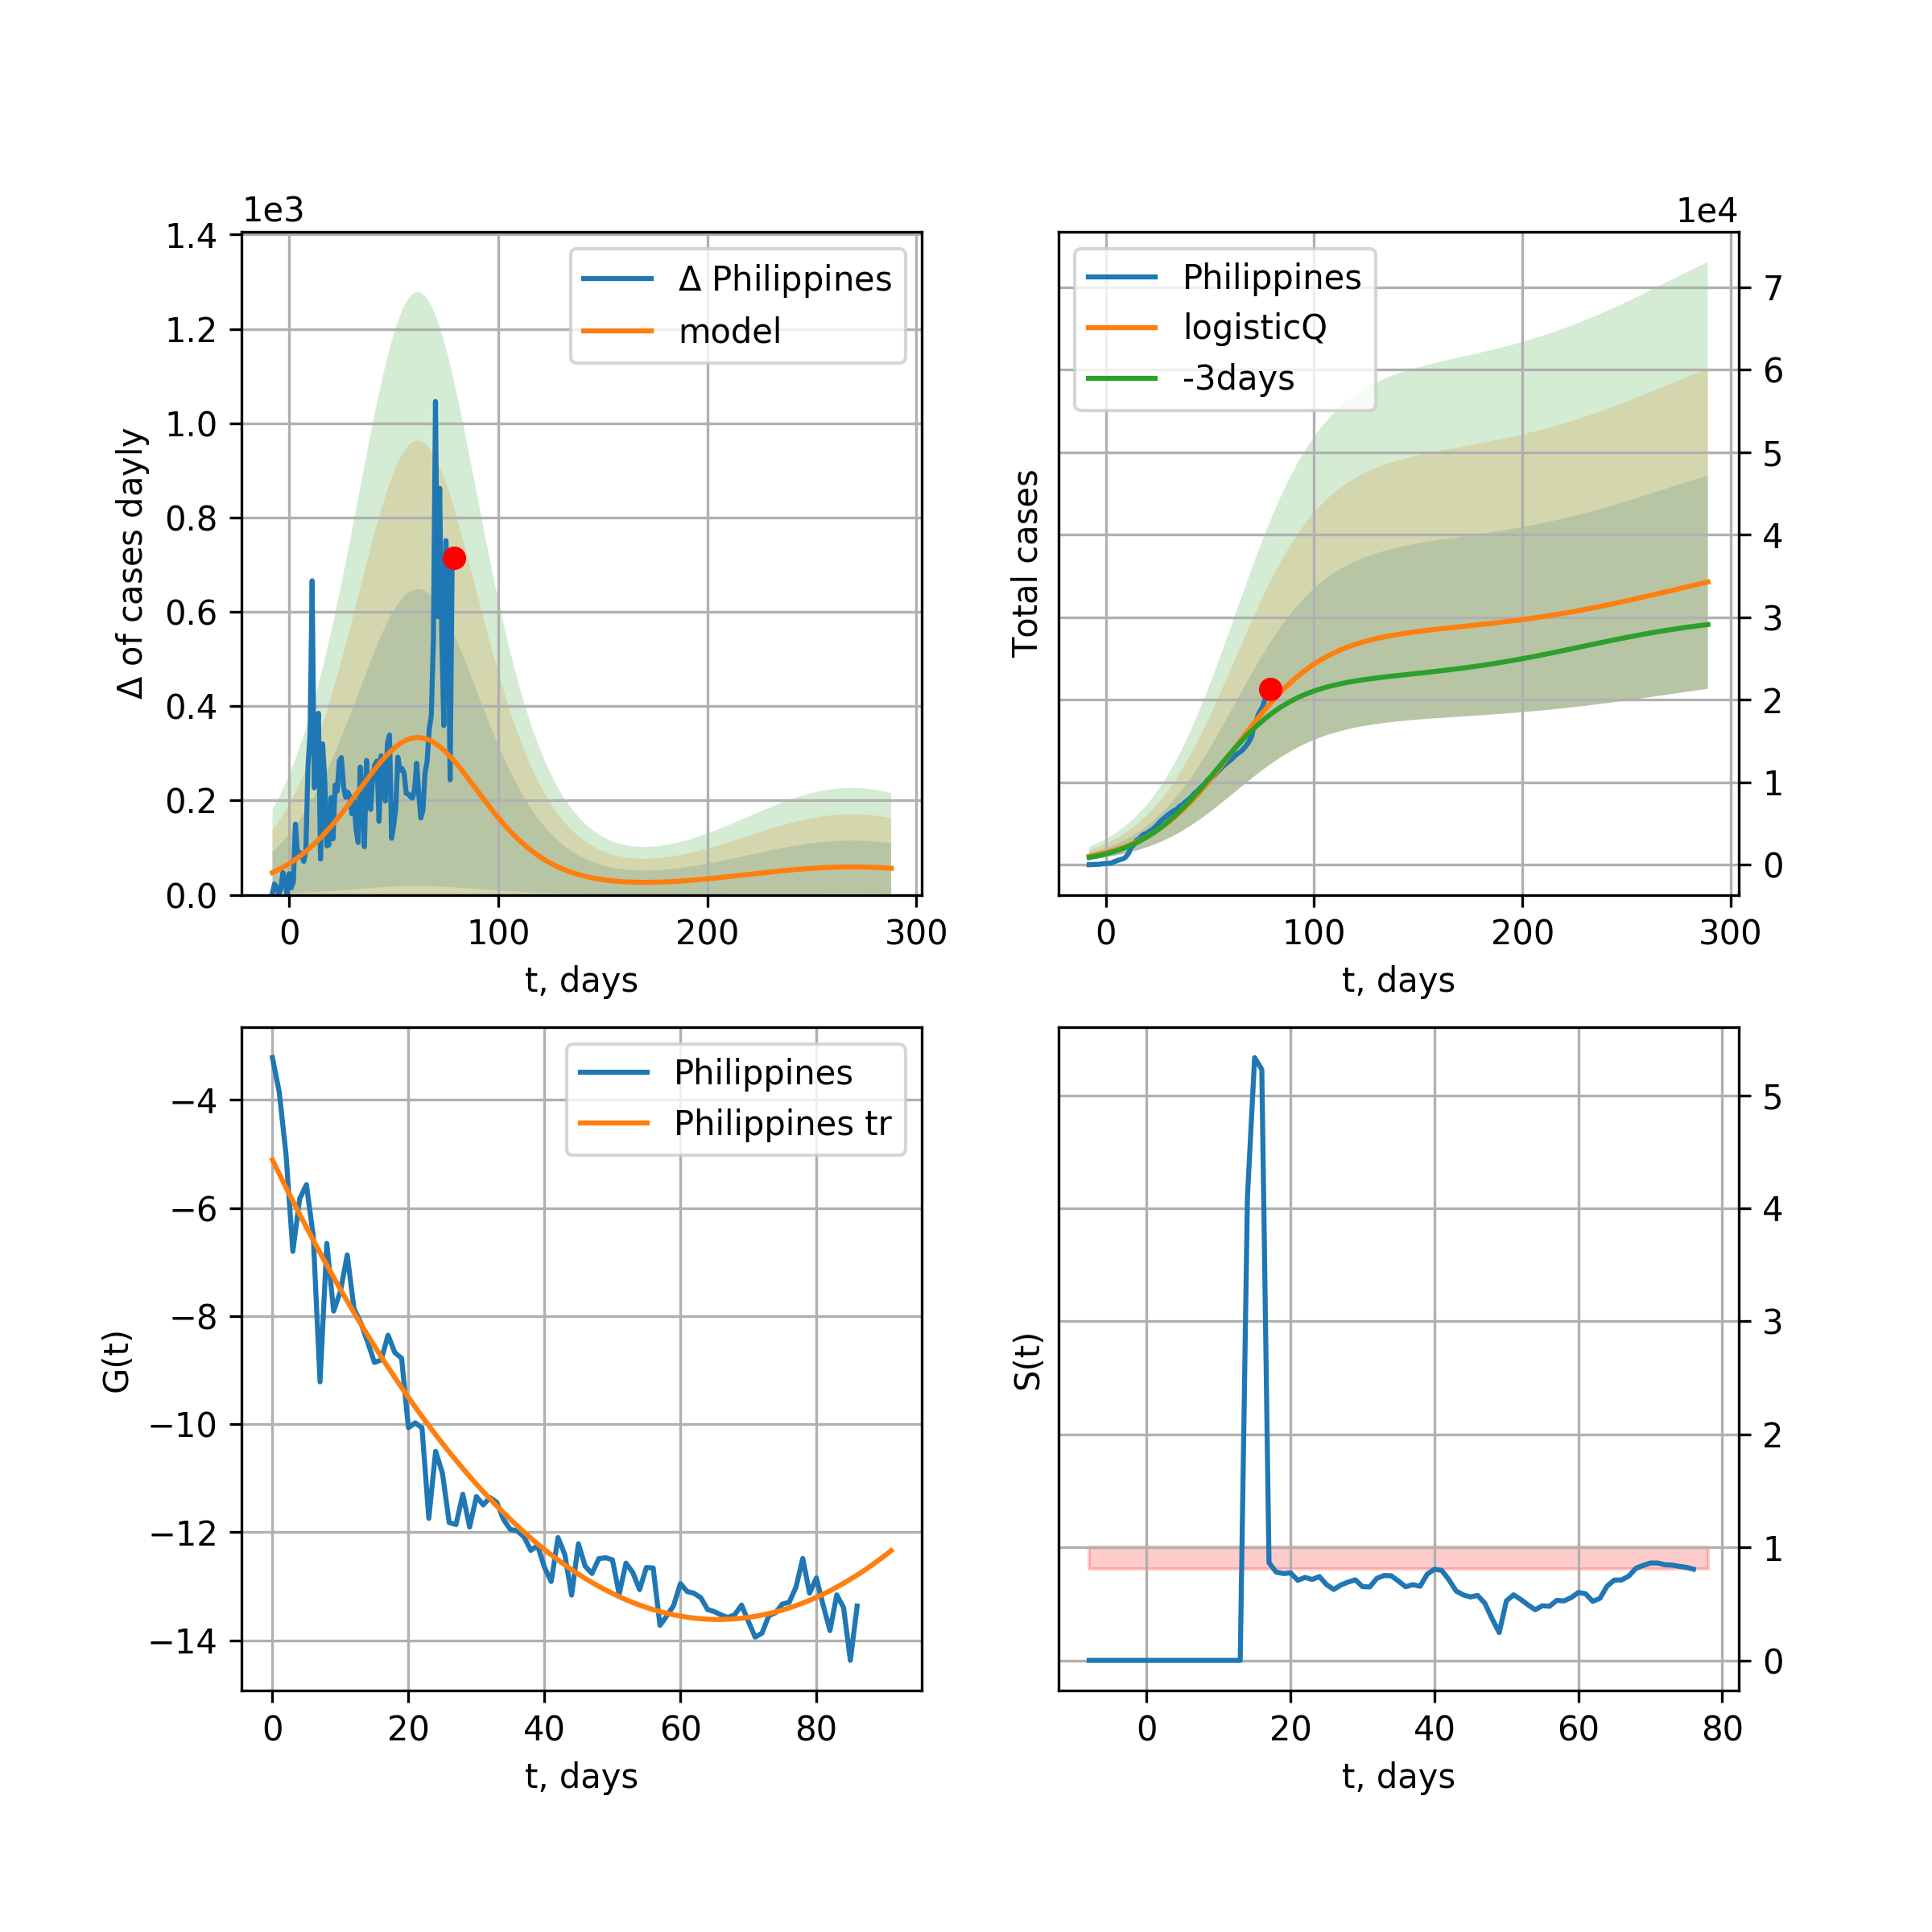 1e3
1.4
1.2
1.0
0.8
0.6
0.4
0.2
0.0
Δ of cases dayly
Δ Philippines
model
0 100 200 300
t, days
1e4
Philippines
logisticQ
-3days
Total cases
7
6
5
4
3
2
1
0
0 100 200 300
t, days
−4
−6
−8
−10
−12
−14
G(t)
Philippines
Philippines tr
0 20 40 60 80
t, days
S(t)
5
4
3
2
1
0
0 20 40 60 80
t, days